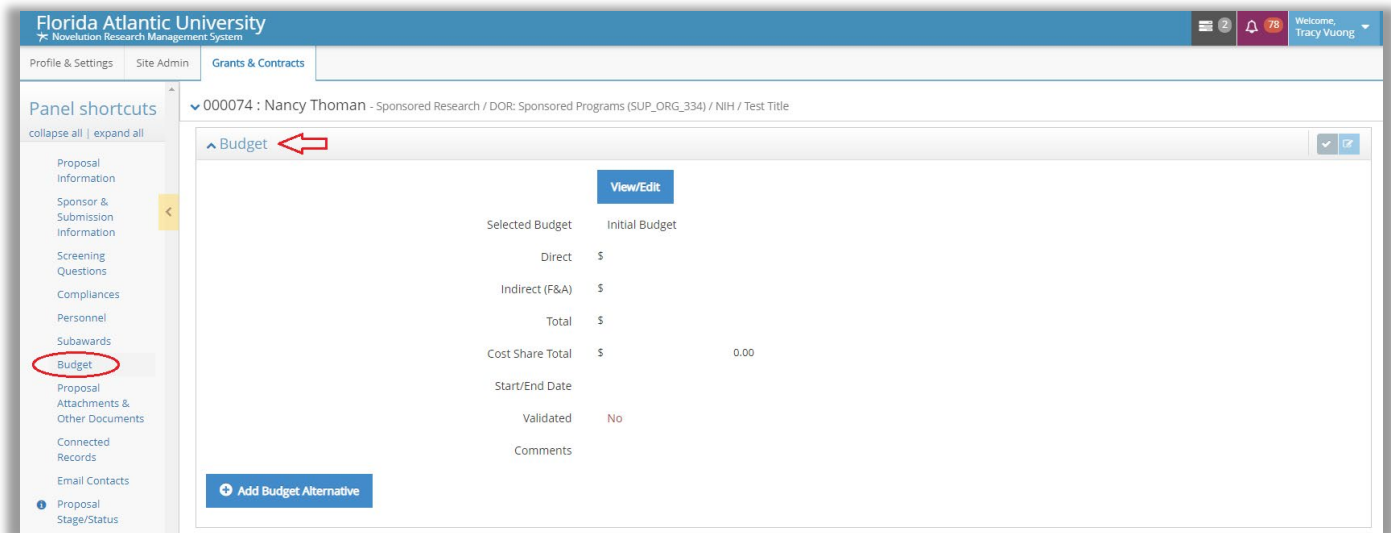 Florida Atlantic University
Novelution Research Management System
2
78
Welcome,
Tracy Vuong
Profile & Settings
Site Admin
Grants & Contracts
Panel shortcuts
collapse all | expand all
Proposal
Information
Sponsor &
Submission
Information
Screening
Questions
Compliances
Personnel
Subawards
Budget
Proposal
Attachments &
Other Documents
Connected
Records
Email Contacts
Proposal
Stage/Status
000074 : Nancy Thoman - Sponsored Research / DOR: Sponsored Programs (SUP_ORG_334) / NIH / Test Title
Budget
View/Edit
Selected Budget Initial Budget
Direct $
Indirect (F&A) $
Total $
Cost Share Total $ 0.00
Start/End Date
Validated No
Comments
Add Budget Alternative